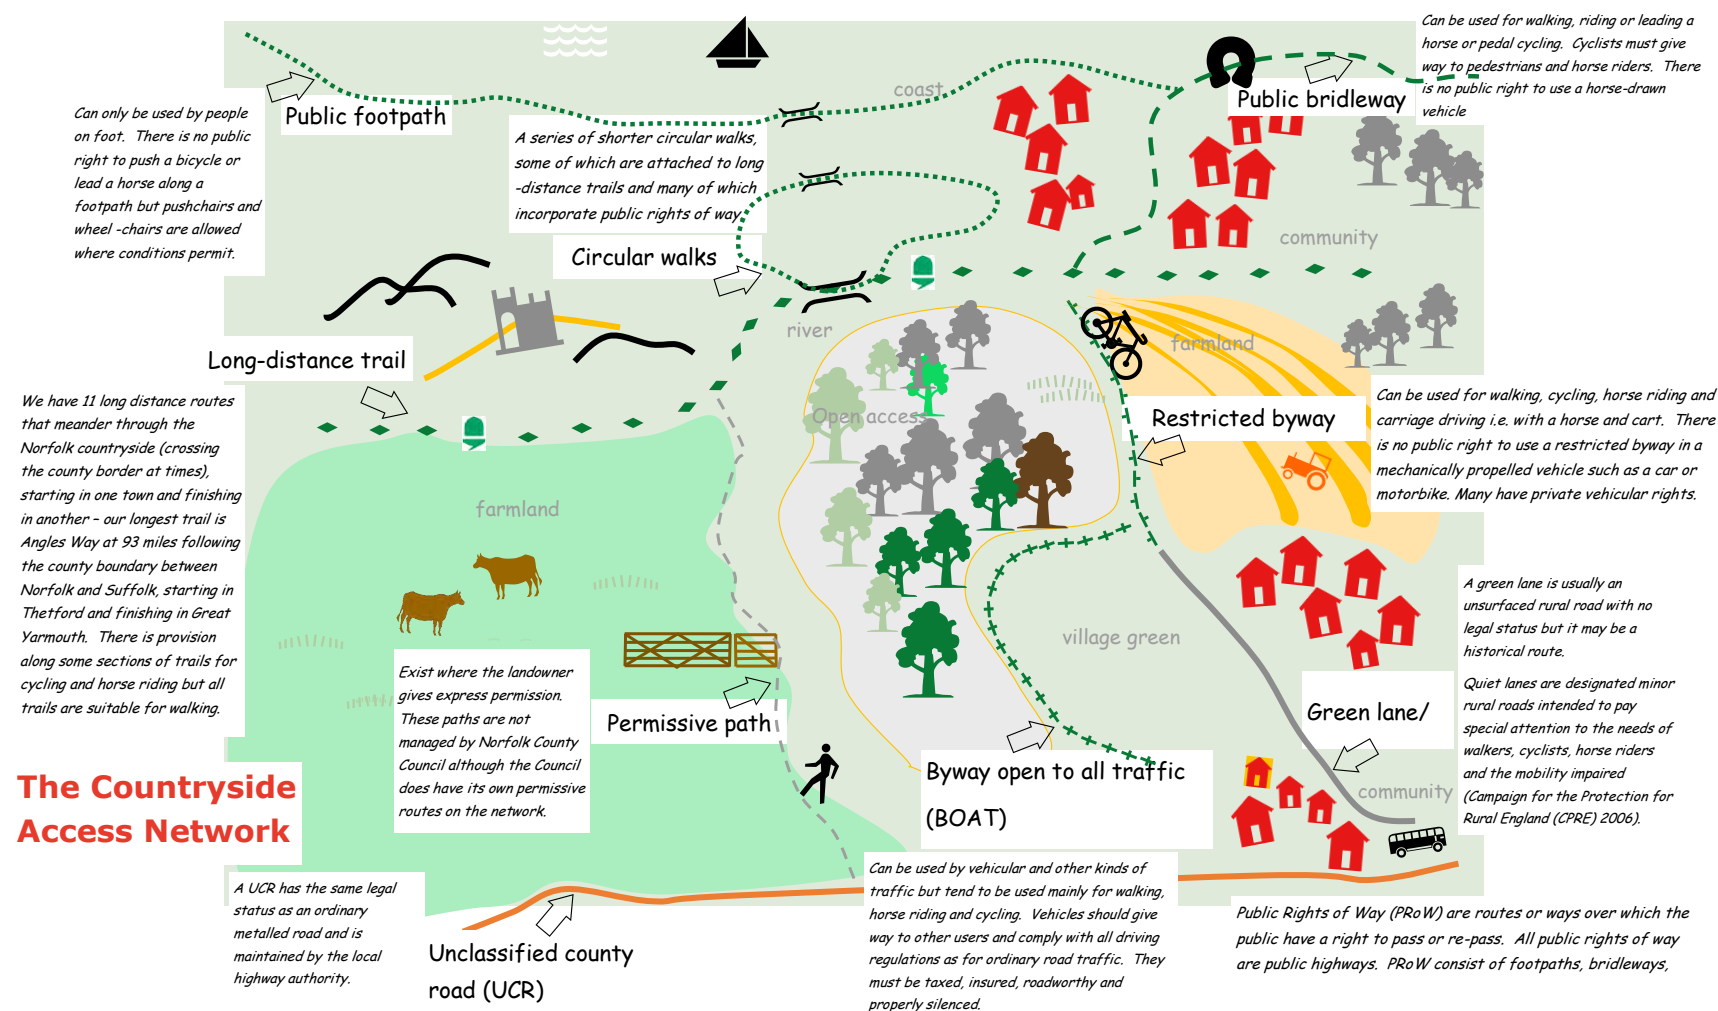 Can be used for walking, riding or leading a
horse or pedal cycling. Cyclists must give
way to pedestrians and horse riders. There
is no public right to use a horse-drawn
vehicle
Public bridleway
coast
Public footpath
Can only be used by people
on foot. There is no public
right to push a bicycle or
lead a horse along a
footpath but pushchairs and
wheel -chairs are allowed
where conditions permit.
A series of shorter circular walks,
some of which are attached to long
-distance trails and many of which
incorporate public rights of way.
Circular walks
community
river
farmland
Long-distance trail
We have 11 long distance routes
that meander through the
Norfolk countryside (crossing
the county border at times),
starting in one town and finishing
in another – our longest trail is
Angles Way at 93 miles following
the county boundary between
Norfolk and Suffolk, starting in
Thetford and finishing in Great
Yarmouth. There is provision
along some sections of trails for
cycling and horse riding but all
trails are suitable for walking.
Open access
Restricted byway
Can be used for walking, cycling, horse riding and
carriage driving i.e. with a horse and cart. There
is no public right to use a restricted byway in a
mechanically propelled vehicle such as a car or
motorbike. Many have private vehicular rights.
farmland
village green
A green lane is usually an
unsurfaced rural road with no
legal status but it may be a
historical route.
Quiet lanes are designated minor
rural roads intended to pay
special attention to the needs of
walkers, cyclists, horse riders
and the mobility impaired
(Campaign for the Protection for
Rural England (CPRE) 2006).
Green lane/
community
Exist where the landowner
gives express permission.
These paths are not
managed by Norfolk County
Council although the Council
does have its own permissive
routes on the network.
Permissive path
Byway open to all traffic
(BOAT)
Can be used by vehicular and other kinds of
traffic but tend to be used mainly for walking,
horse riding and cycling. Vehicles should give
way to other users and comply with all driving
regulations as for ordinary road traffic. They
must be taxed, insured, roadworthy and
properly silenced.
The Countryside
Access Network
A UCR has the same legal
status as an ordinary
metalled road and is
maintained by the local
highway authority.
Unclassified county
road (UCR)
Public Rights of Way (PRoW) are routes or ways over which the
public have a right to pass or re-pass. All public rights of way
are public highways. PRoW consist of footpaths, bridleways,